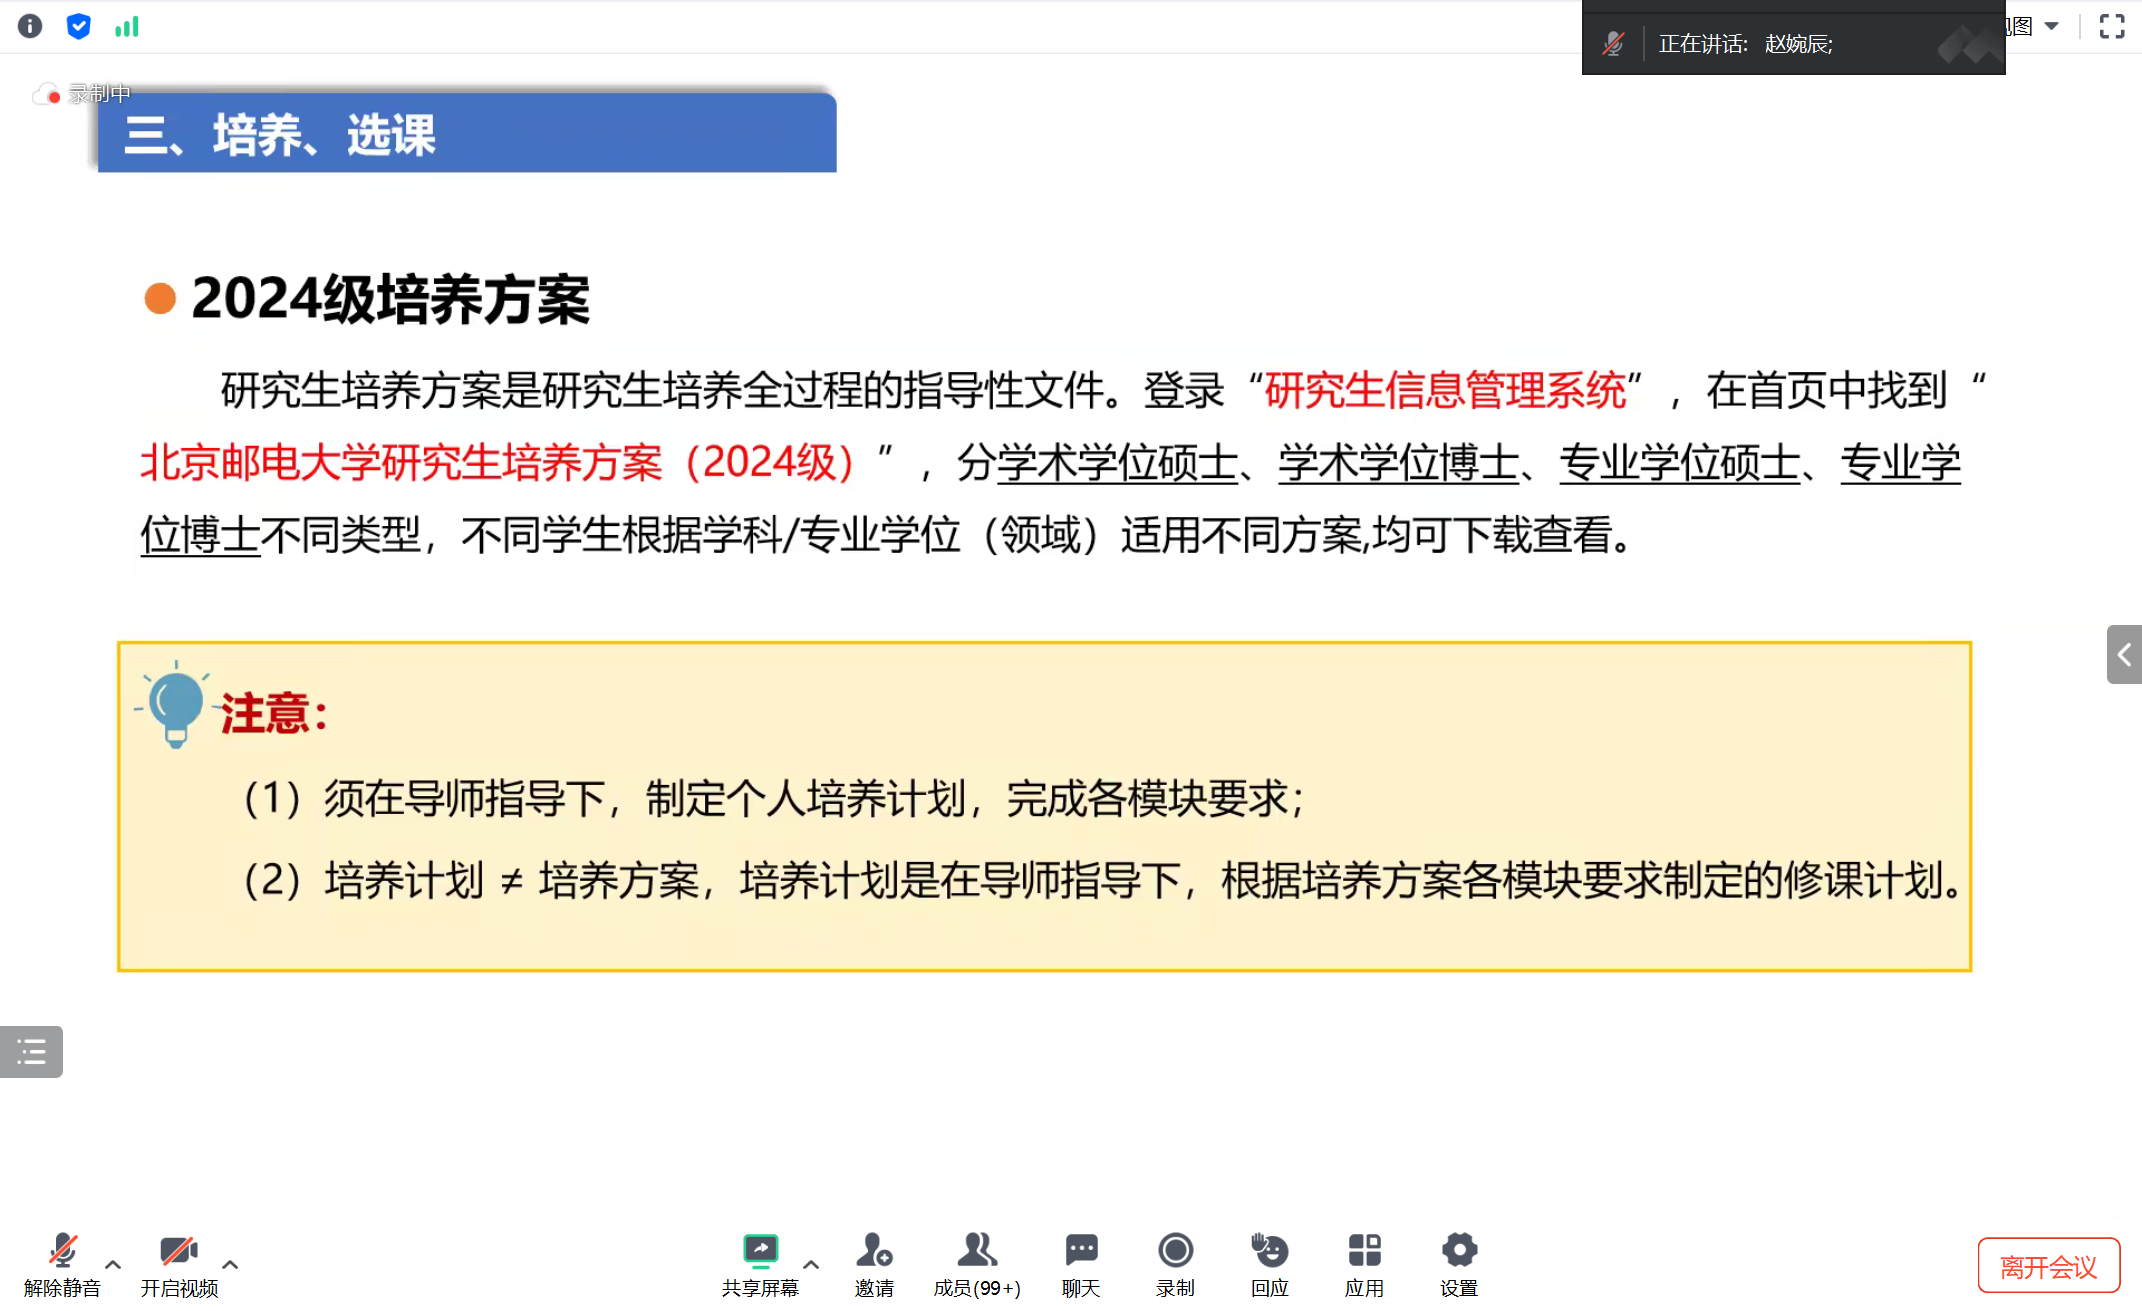 正在讲话: 赵婉辰;
图
录制中
三、培养、选课
2024级培养方案
研究生培养方案是研究生培养全过程的指导性文件。登录“研究生信息管理系统”，在首页中找到“
北京邮电大学研究生培养方案（2024级）”，分学术学位硕士、学术学位博士、专业学位硕士、专业学
位博士不同类型，不同学生根据学科/专业学位（领域）适用不同方案,均可下载查看。
注意：
（1）须在导师指导下，制定个人培养计划，完成各模块要求；
（2）培养计划 ≠ 培养方案，培养计划是在导师指导下，根据培养方案各模块要求制定的修课计划。
解除静音 开启视频 共享屏幕 邀请 成员(99+) 聊天 录制 回应 应用 设置 离开会议